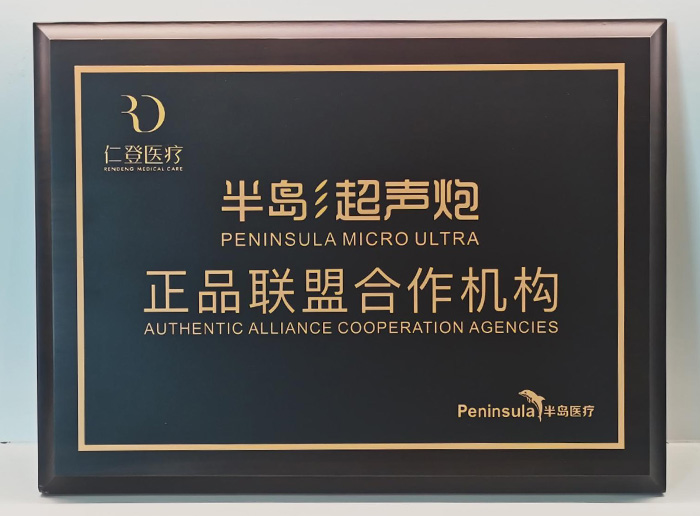 RD
仁登医疗
RENDENG MEDICAL CARE
半岛超声炮
PENINSULA MICRO ULTRA
正品联盟合作机构
AUTHENTIC ALLIANCE COOPERATION AGENCIES
Peninsula 半岛医疗